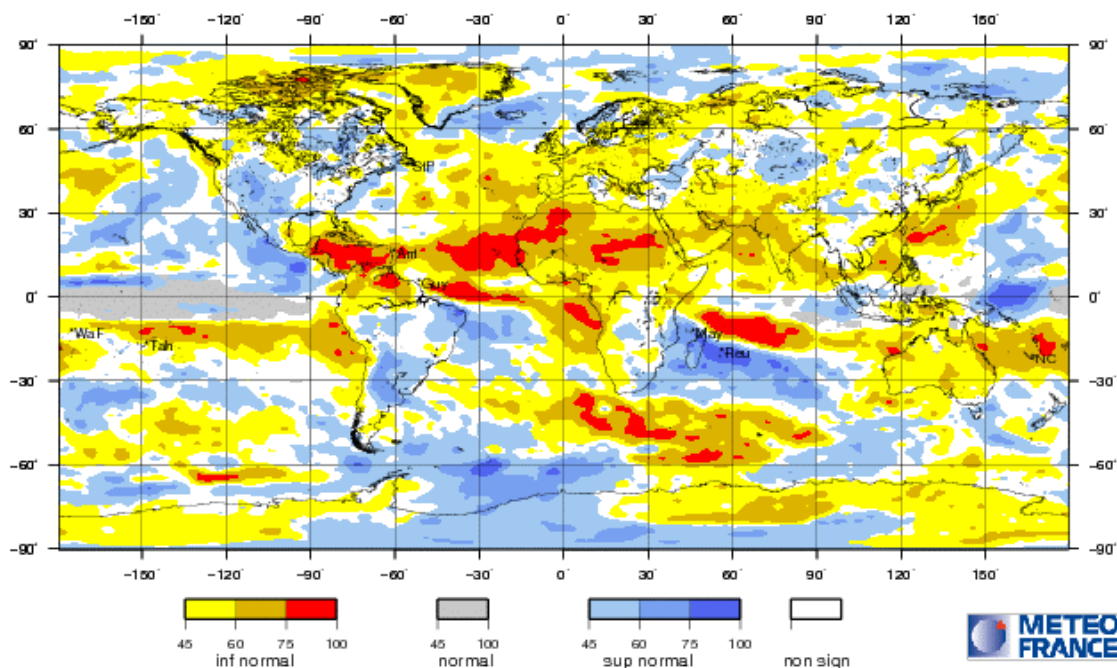 -150° -120° -90° -60° -30° 0° 30° 60° 90° 120° 150°
90° 90°
60° 60°
SIP
30° 30°
Ant
Guy
0° 0°
WaF Tah May Reu NC
-30° -30°
-60° -60°
-90° -90°
-150° -120° -90° -60° -30° 0° 30° 60° 90° 120° 150°
45 60 75 100 45 100 45 60 75 100
inf normal normal sup normal non sign
METEO
FRANCE